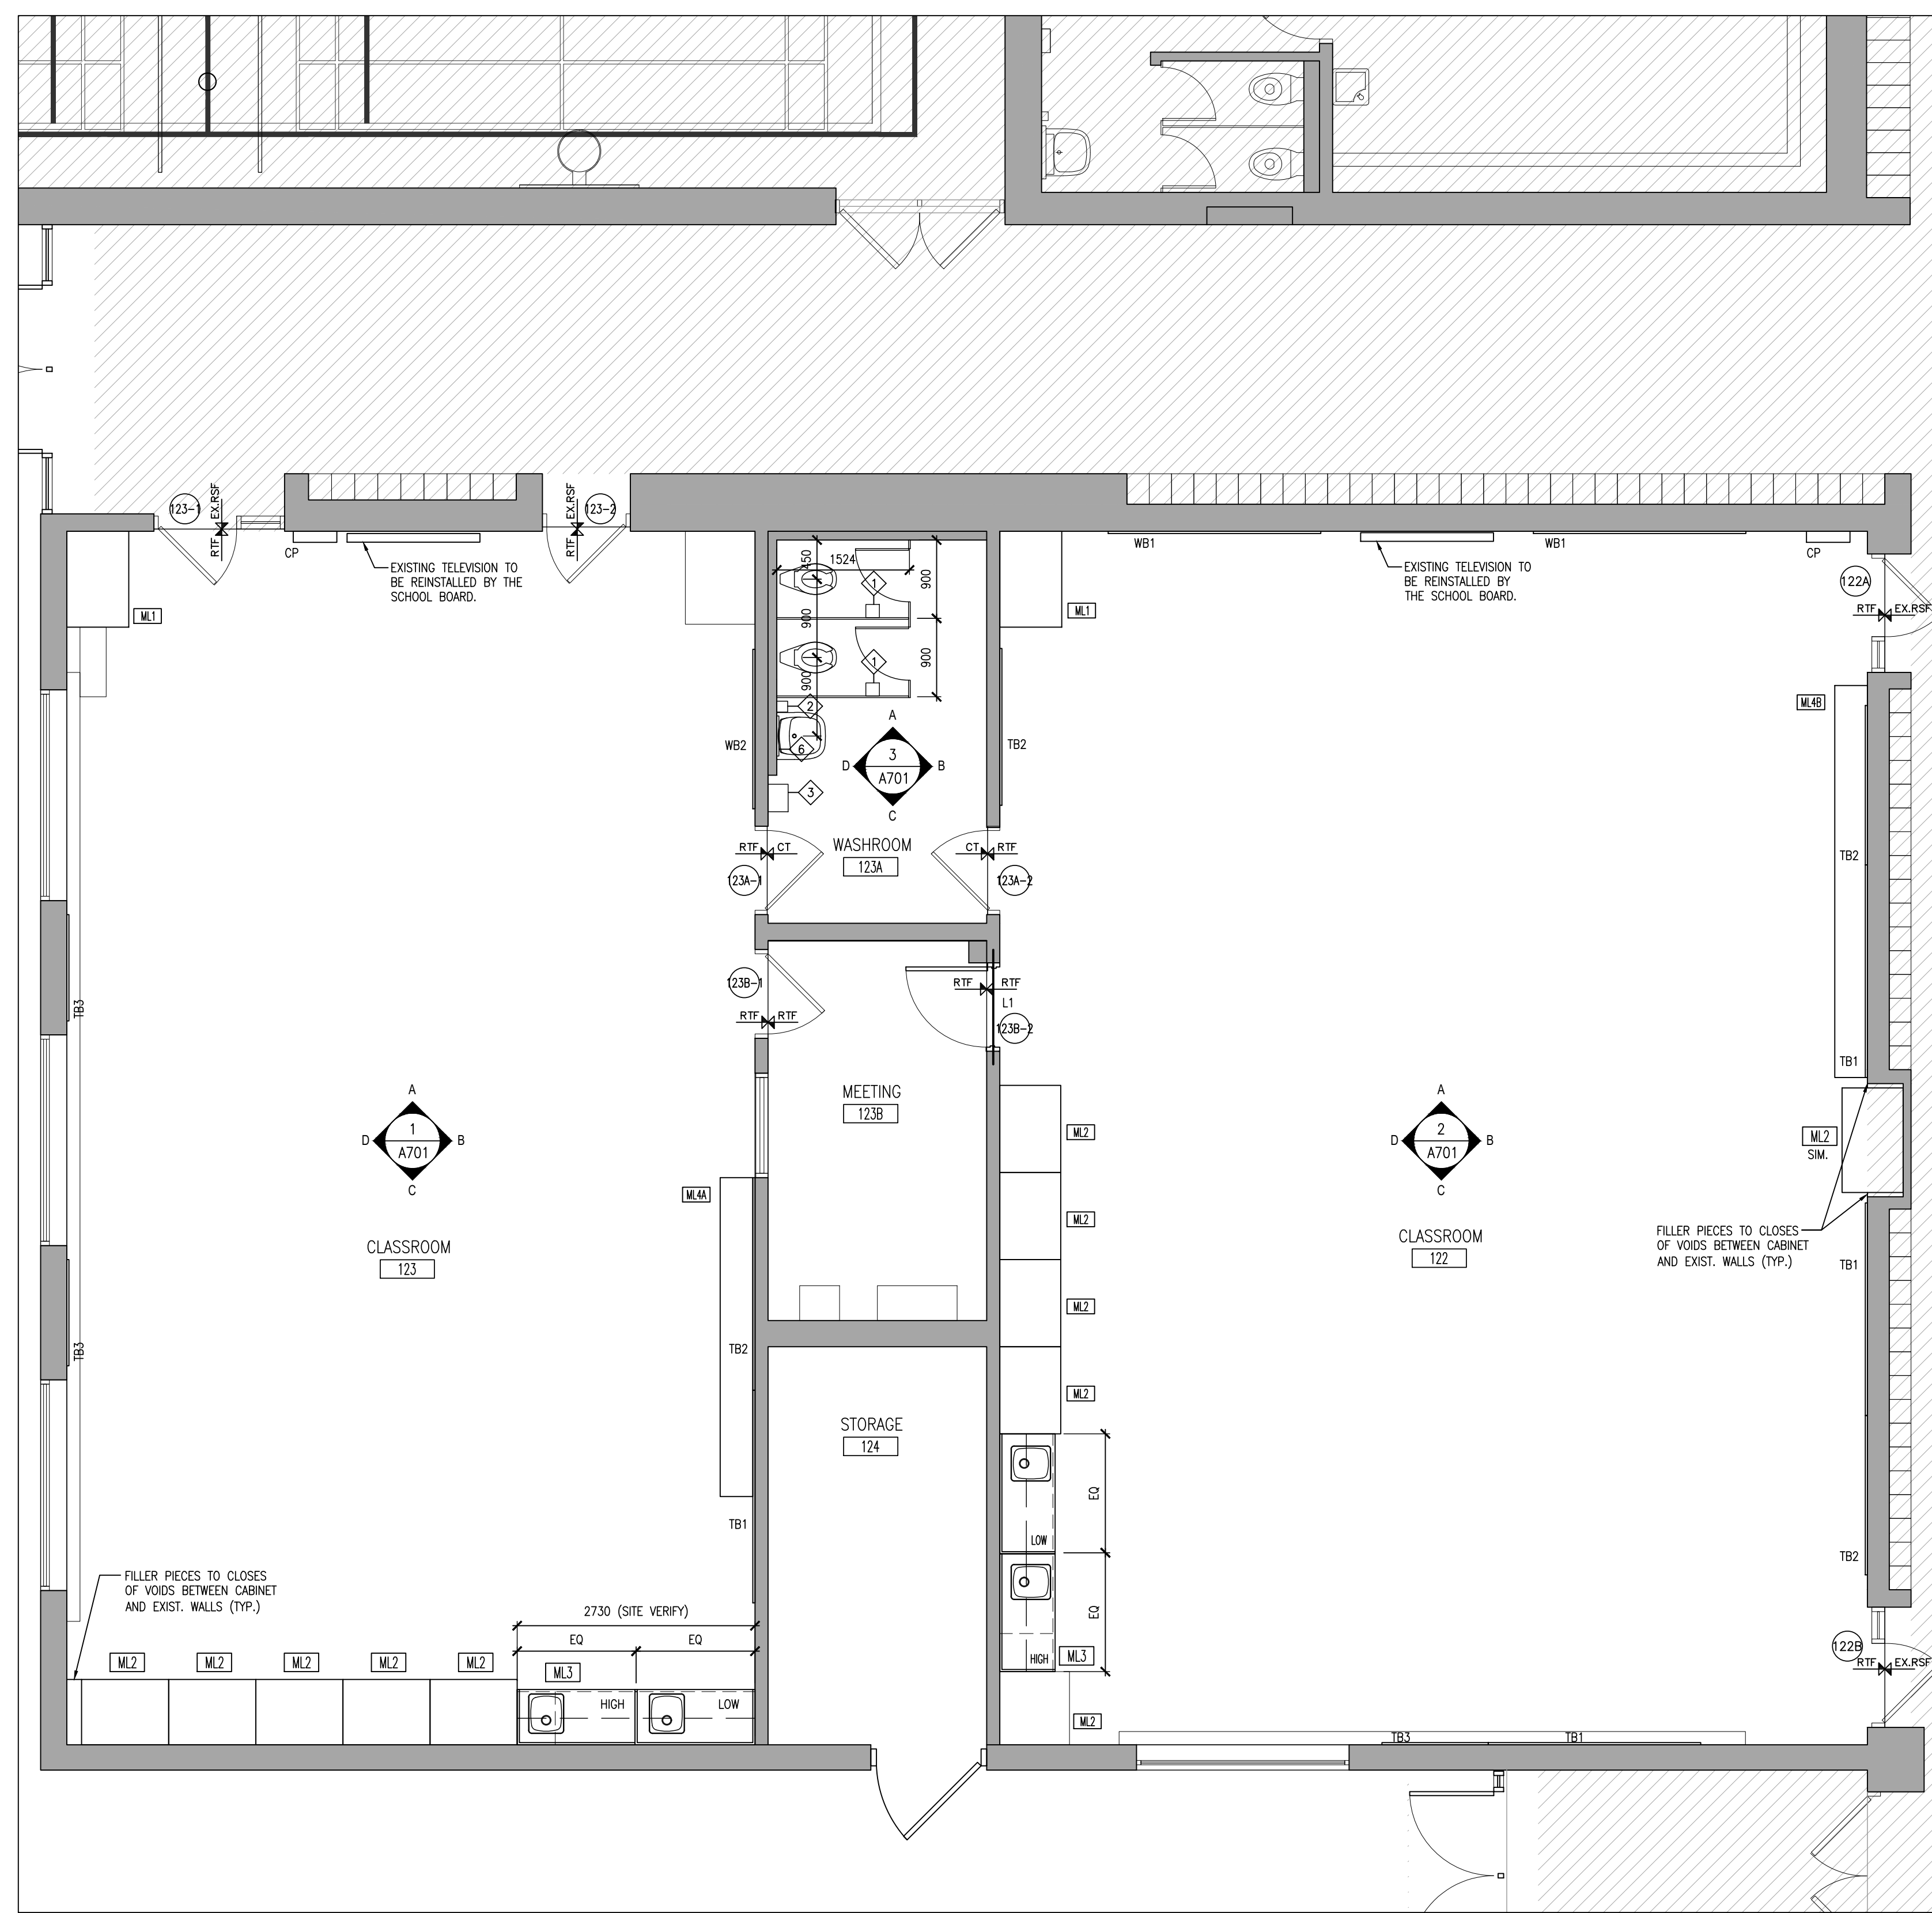 123-1
EX.RSF
RTF
CP
EX.RSF
RTF
123-2
EXISTING TELEVISION TO
BE REINSTALLED BY THE
SCHOOL BOARD.
ML1
450
1524
1
900
900
1
900
900
2
6
3
WB2
A
3
A701
D
B
C
WASHROOM
123A
RTF
CT
123A-1
CT
RTF
123A-2
WB1
EXISTING TELEVISION TO
BE REINSTALLED BY
THE SCHOOL BOARD.
WB1
CP
ML1
TB2
122A
RTF
EX.RSF
ML4B
TB2
TB1
123B-1
RTF
RTF
RTF
RTF
L1
123B-2
TB3
MEETING
123B
A
1
A701
D
B
C
CLASSROOM
123
ML4A
TB3
TB2
TB1
ML2
ML2
ML2
ML2
A
2
A701
D
B
C
CLASSROOM
122
ML2
SIM.
FILLER PIECES TO CLOSES
OF VOIDS BETWEEN CABINET
AND EXIST. WALLS (TYP.)
TB1
TB2
STORAGE
124
EQ
LOW
EQ
HIGH
ML3
ML2
FILLER PIECES TO CLOSES
OF VOIDS BETWEEN CABINET
AND EXIST. WALLS (TYP.)
2730 (SITE VERIFY)
EQ
EQ
ML2
ML2
ML2
ML2
ML2
ML3
HIGH
LOW
122B
RTF
EX.RSF
TB3
TB1